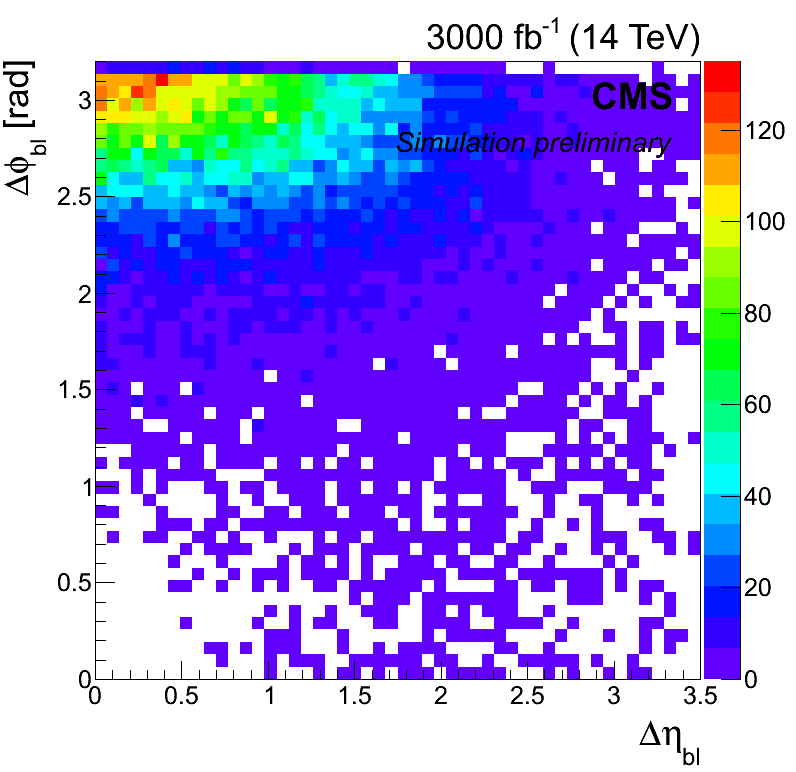 3000 fb⁻¹ (14 TeV)
CMS
Simulation preliminary
Δϕ_bl [rad]
3
2.5
2
1.5
1
0.5
0
0 0.5 1 1.5 2 2.5 3 3.5
Δη_bl
120
100
80
60
40
20
0